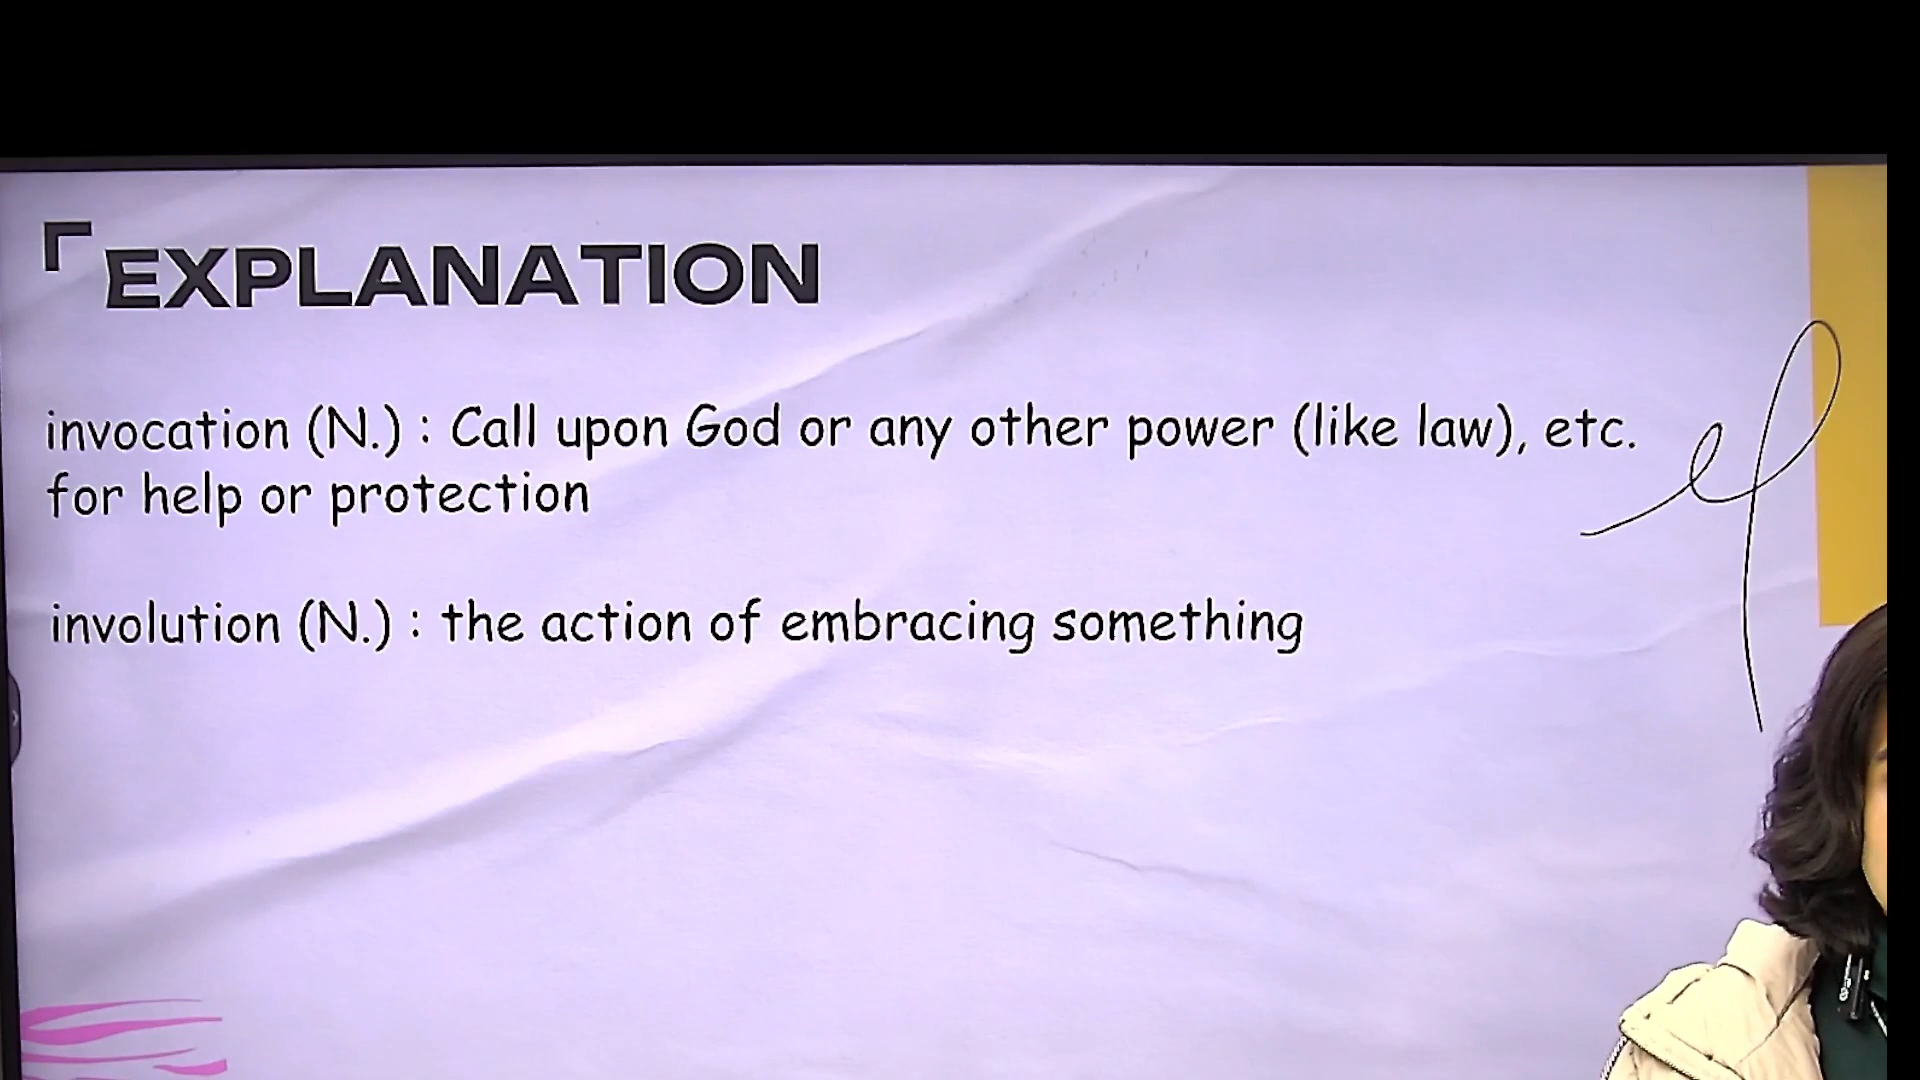 EXPLANATION
invocation (N.) : Call upon God or any other power (like law), etc.
for help or protection
involution (N.) : the action of embracing something